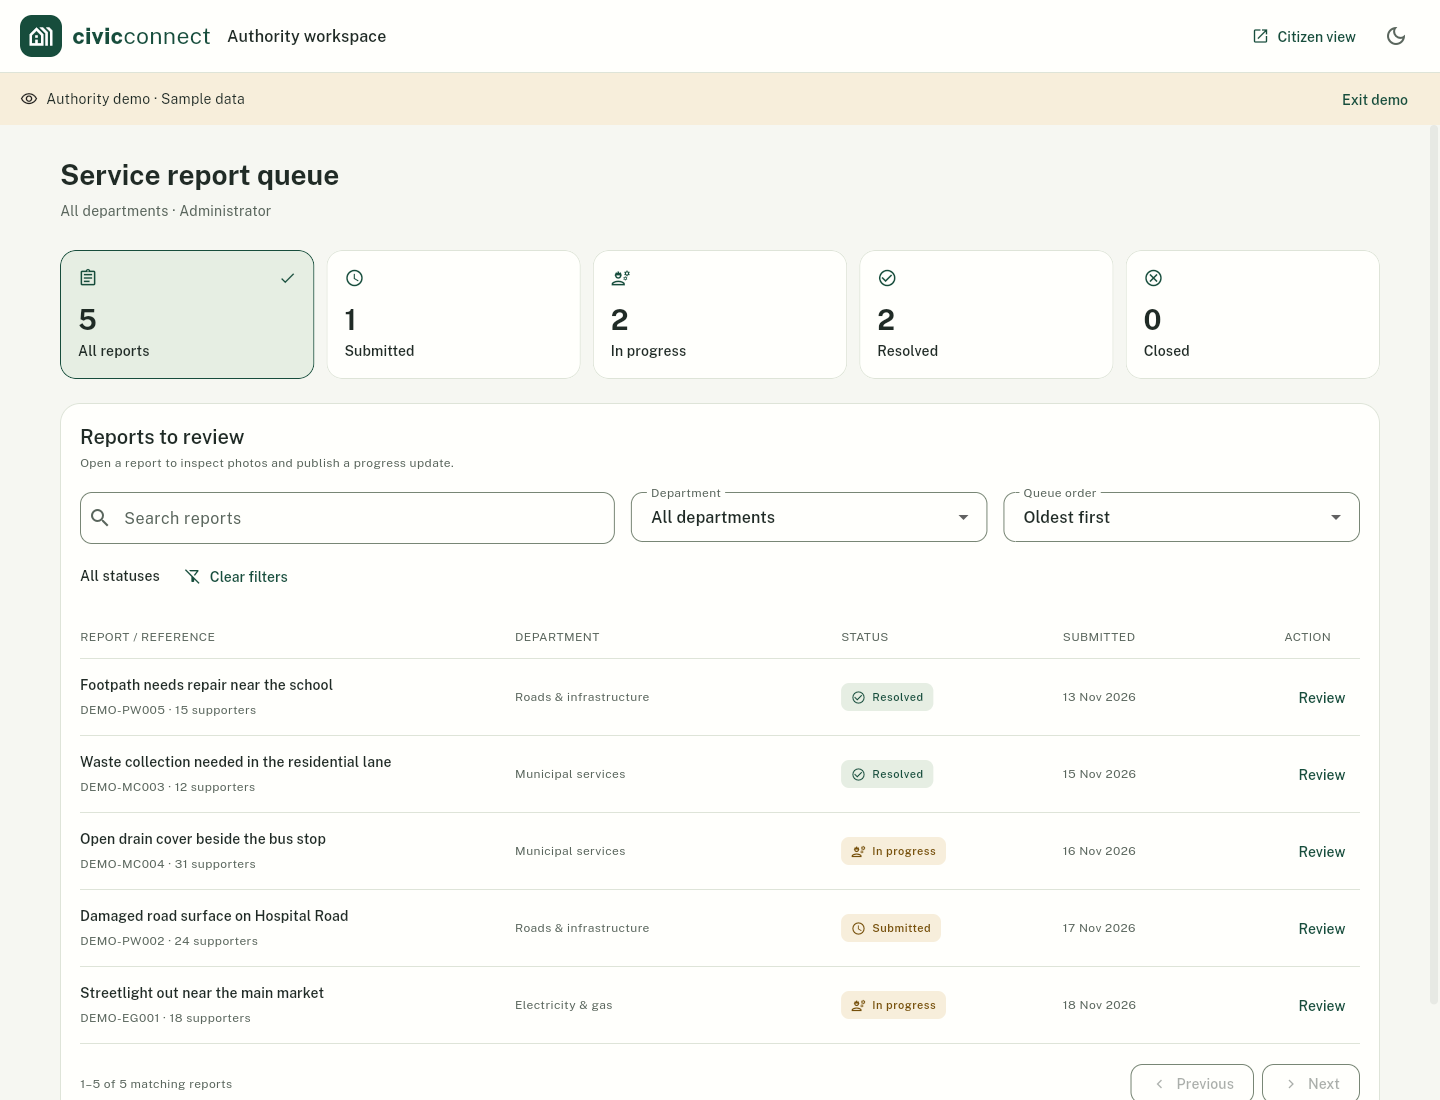 civicconnect Authority workspace
Citizen view
Authority demo · Sample data
Exit demo
Service report queue
All departments · Administrator
5
All reports
1
Submitted
2
In progress
2
Resolved
0
Closed
Reports to review
Open a report to inspect photos and publish a progress update.
Search reports
Department
All departments
Queue order
Oldest first
All statuses
Clear filters
REPORT / REFERENCE DEPARTMENT STATUS SUBMITTED ACTION
Footpath needs repair near the school
DEMO-PW005 · 15 supporters
Roads & infrastructure
Resolved
13 Nov 2026
Review
Waste collection needed in the residential lane
DEMO-MC003 · 12 supporters
Municipal services
Resolved
15 Nov 2026
Review
Open drain cover beside the bus stop
DEMO-MC004 · 31 supporters
Municipal services
In progress
16 Nov 2026
Review
Damaged road surface on Hospital Road
DEMO-PW002 · 24 supporters
Roads & infrastructure
Submitted
17 Nov 2026
Review
Streetlight out near the main market
DEMO-EG001 · 18 supporters
Electricity & gas
In progress
18 Nov 2026
Review
1–5 of 5 matching reports
Previous
Next